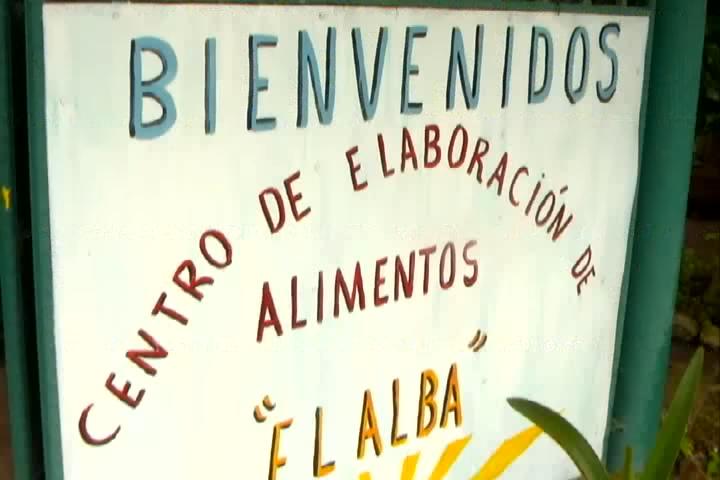 BIENVENIDOS
CENTRO DE ELABORACIÓN DE
ALIMENTOS
"EL ALBA"